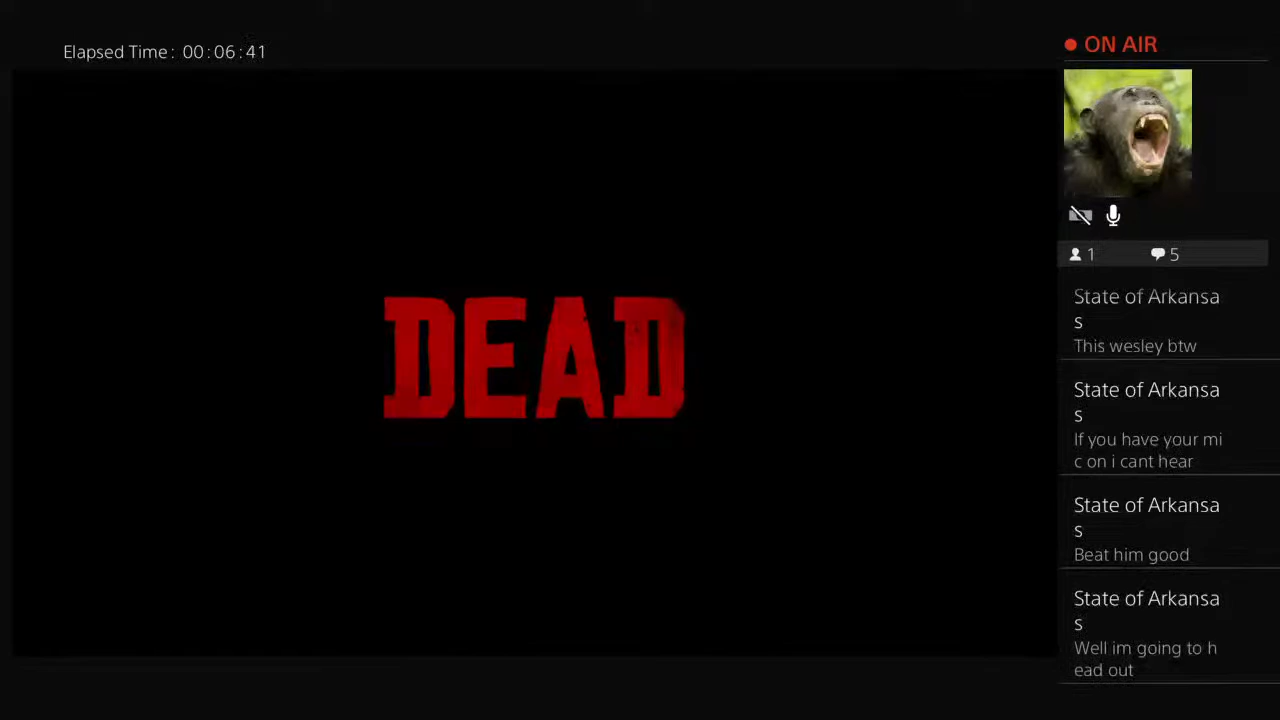 Elapsed Time: 00:06:41
ON AIR
1 5
DEAD
State of Arkansa
s
This wesley btw
State of Arkansa
s
If you have your mi
c on i cant hear
State of Arkansa
s
Beat him good
State of Arkansa
s
Well im going to h
ead out